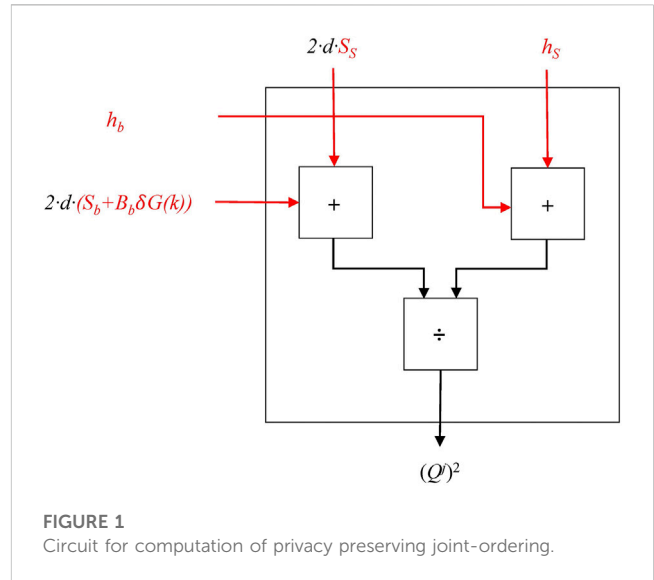 2·d·S_S h_S
h_b
2·d·(S_b+B_bδG(k))
+ +
÷
(Q^j)^2
FIGURE 1
Circuit for computation of privacy preserving joint-ordering.